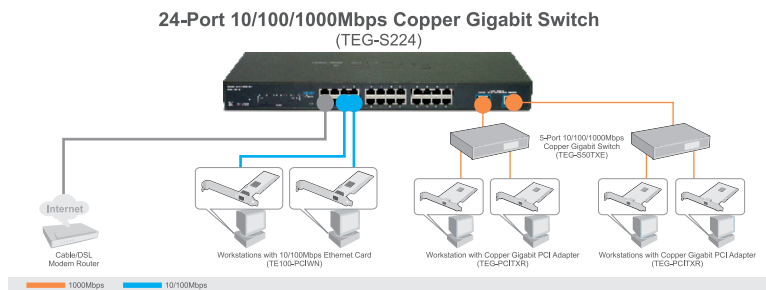 24-Port 10/100/1000Mbps Copper Gigabit Switch
(TEG-S224)
5-Port 10/100/1000Mbps
Copper Gigabit Switch
(TEG-S50TXE)
Internet
Cable/DSL
Modem Router
Workstations with 10/100Mbps Ethernet Card
(TE100-PCIWN)
Workstation with Copper Gigabit PCI Adapter
(TEG-PCITXR)
Workstations with Copper Gigabit PCI Adapter
(TEG-PCITXR)
1000Mbps
10/100Mbps